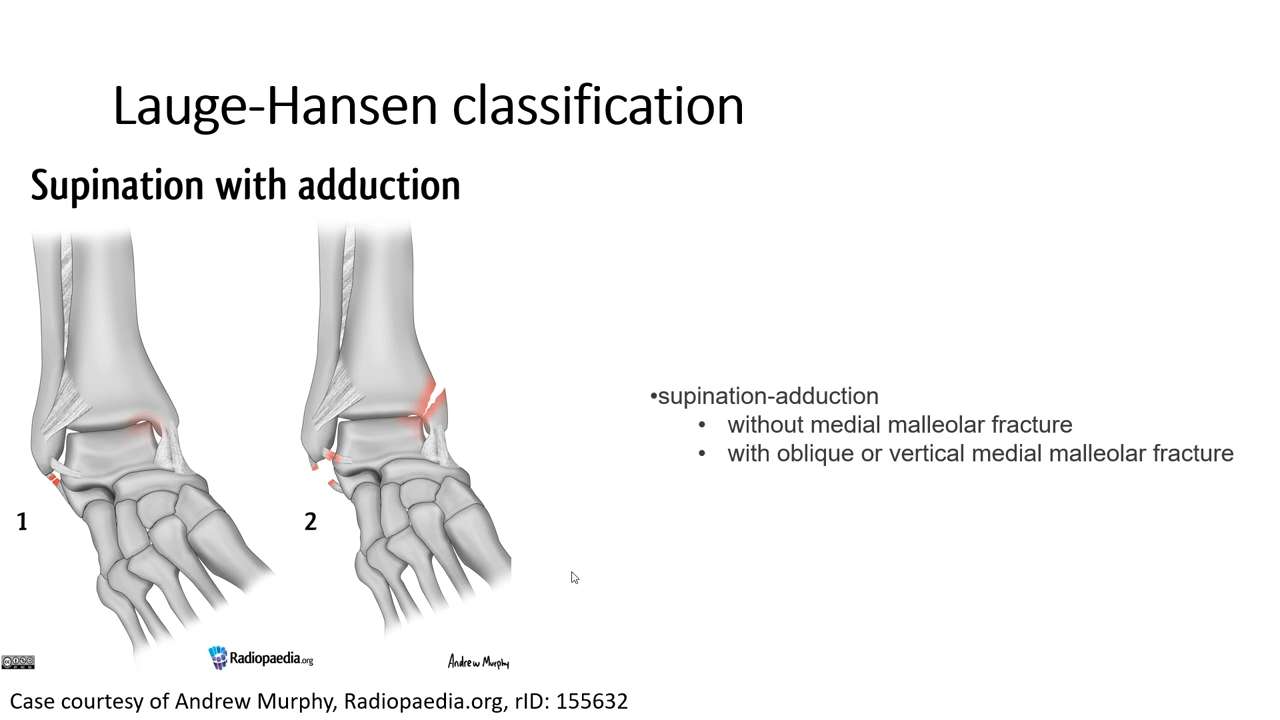 Lauge-Hansen classification
Supination with adduction
•supination-adduction
• without medial malleolar fracture
• with oblique or vertical medial malleolar fracture
1
2
Radiopaedia.org
Andrew Murphy
Case courtesy of Andrew Murphy, Radiopaedia.org, rID: 155632